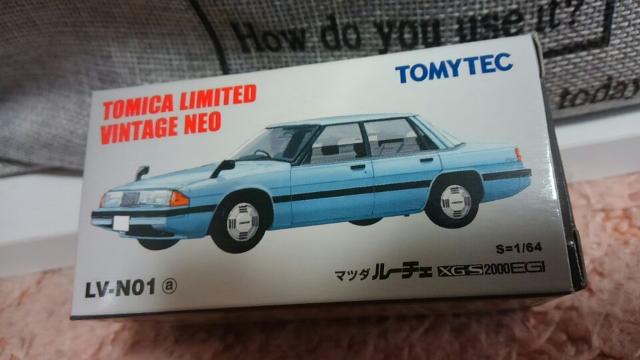 How do you use it?
today
TOMYTEC
TOMICA LIMITED
VINTAGE NEO
S=1/64
LV-N01 ⓐ
マツダ ルーチェ XGS 2000 EGI